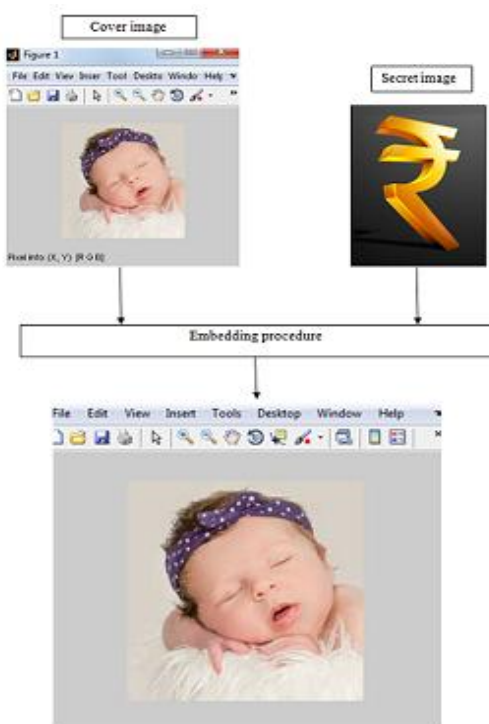 Cover image
Figure 1
File Edit View Inser Tool Deskto Windo Help
Secret image
Pixel info: (X, Y) [R G B]
Embedding procedure
File Edit View Insert Tools Desktop Window Help